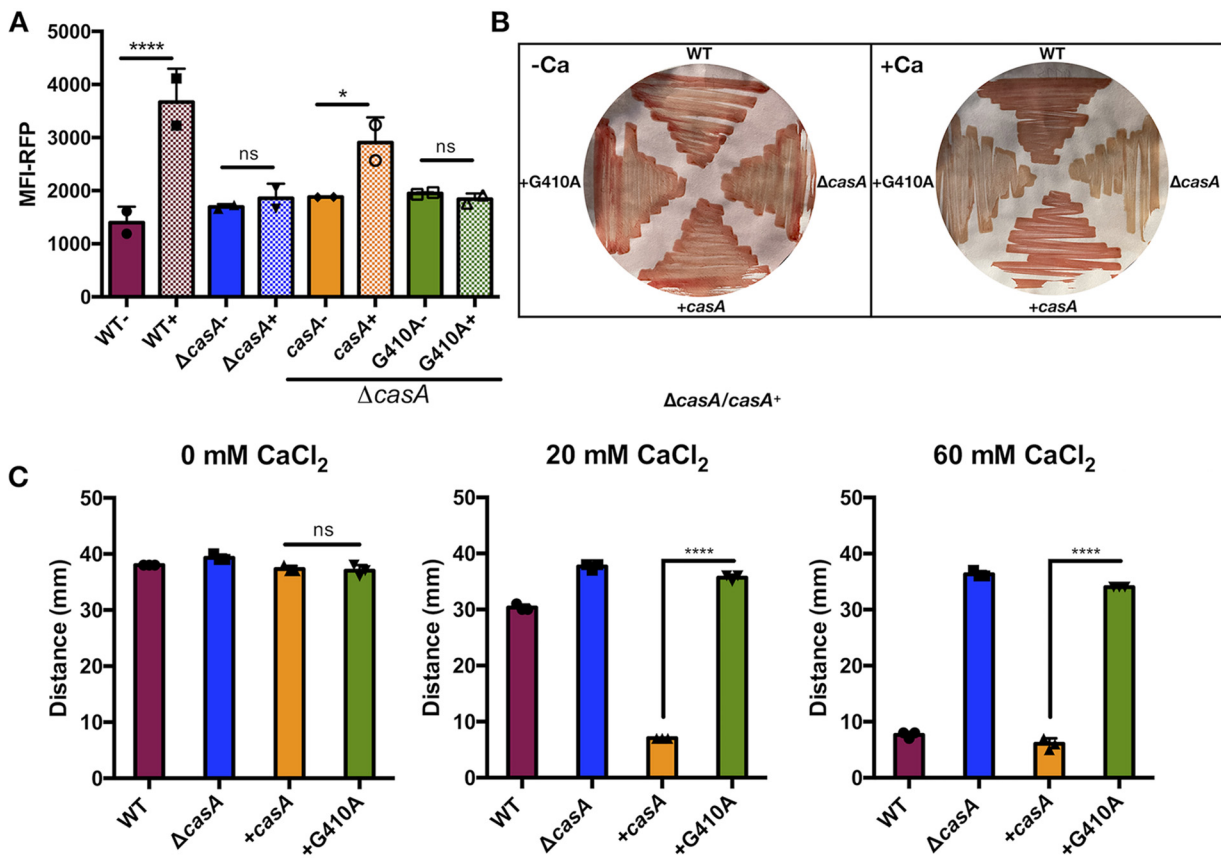 A
MFI-RFP
5000
4000
3000
2000
1000
0
****
ns
*
ns
WT-
WT+
ΔcasA-
ΔcasA+
casA-
casA+
G410A-
G410A+
ΔcasA
B
-Ca
WT
+G410A
ΔcasA
+casA
+Ca
WT
+G410A
ΔcasA
+casA
ΔcasA/casA⁺
C
0 mM CaCl₂
Distance (mm)
50
40
30
20
10
0
ns
WT
ΔcasA
+casA
+G410A
20 mM CaCl₂
Distance (mm)
50
40
30
20
10
0
****
WT
ΔcasA
+casA
+G410A
60 mM CaCl₂
Distance (mm)
50
40
30
20
10
0
****
WT
ΔcasA
+casA
+G410A